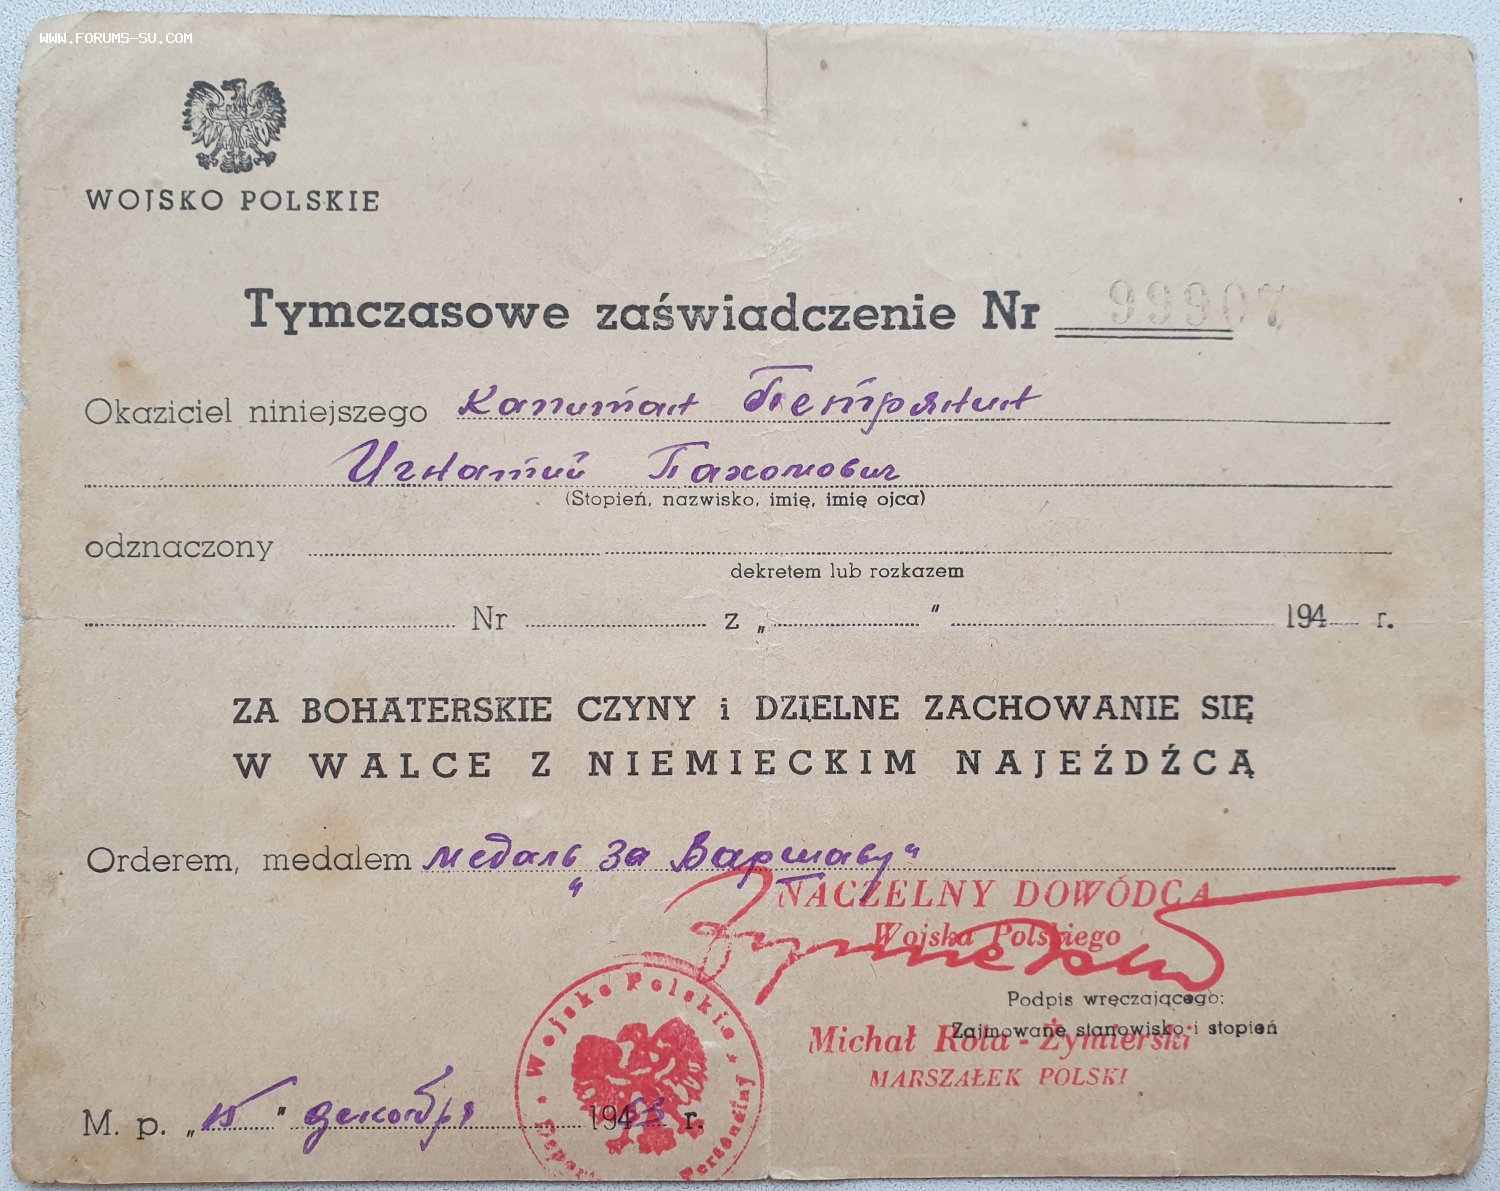 WWW.FORUMS-SU.COM
WOJSKO POLSKIE
Tymczasowe zaświadczenie Nr 99907
Okaziciel niniejszego капитан Петрянин
Игнатий Пахомович
(Stopień, nazwisko, imię, imię ojca)
odznaczony
dekretem lub rozkazem
Nr z „ " 194 r.
ZA BOHATERSKIE CZYNY i DZIELNE ZACHOWANIE SIĘ
W WALCE Z NIEMIECKIM NAJEŹDŹCĄ
Orderem, medalem медаль „За Варшаву“
NACZELNY DOWÓDCA
Wojska Polskiego
Podpis wręczającego:
Zajmowane stanowisko i stopień
Michał Rola-Żymierski
MARSZAŁEK POLSKI
Wojsko Polskie
Personalny
M. p. „15" декабря 194 r.